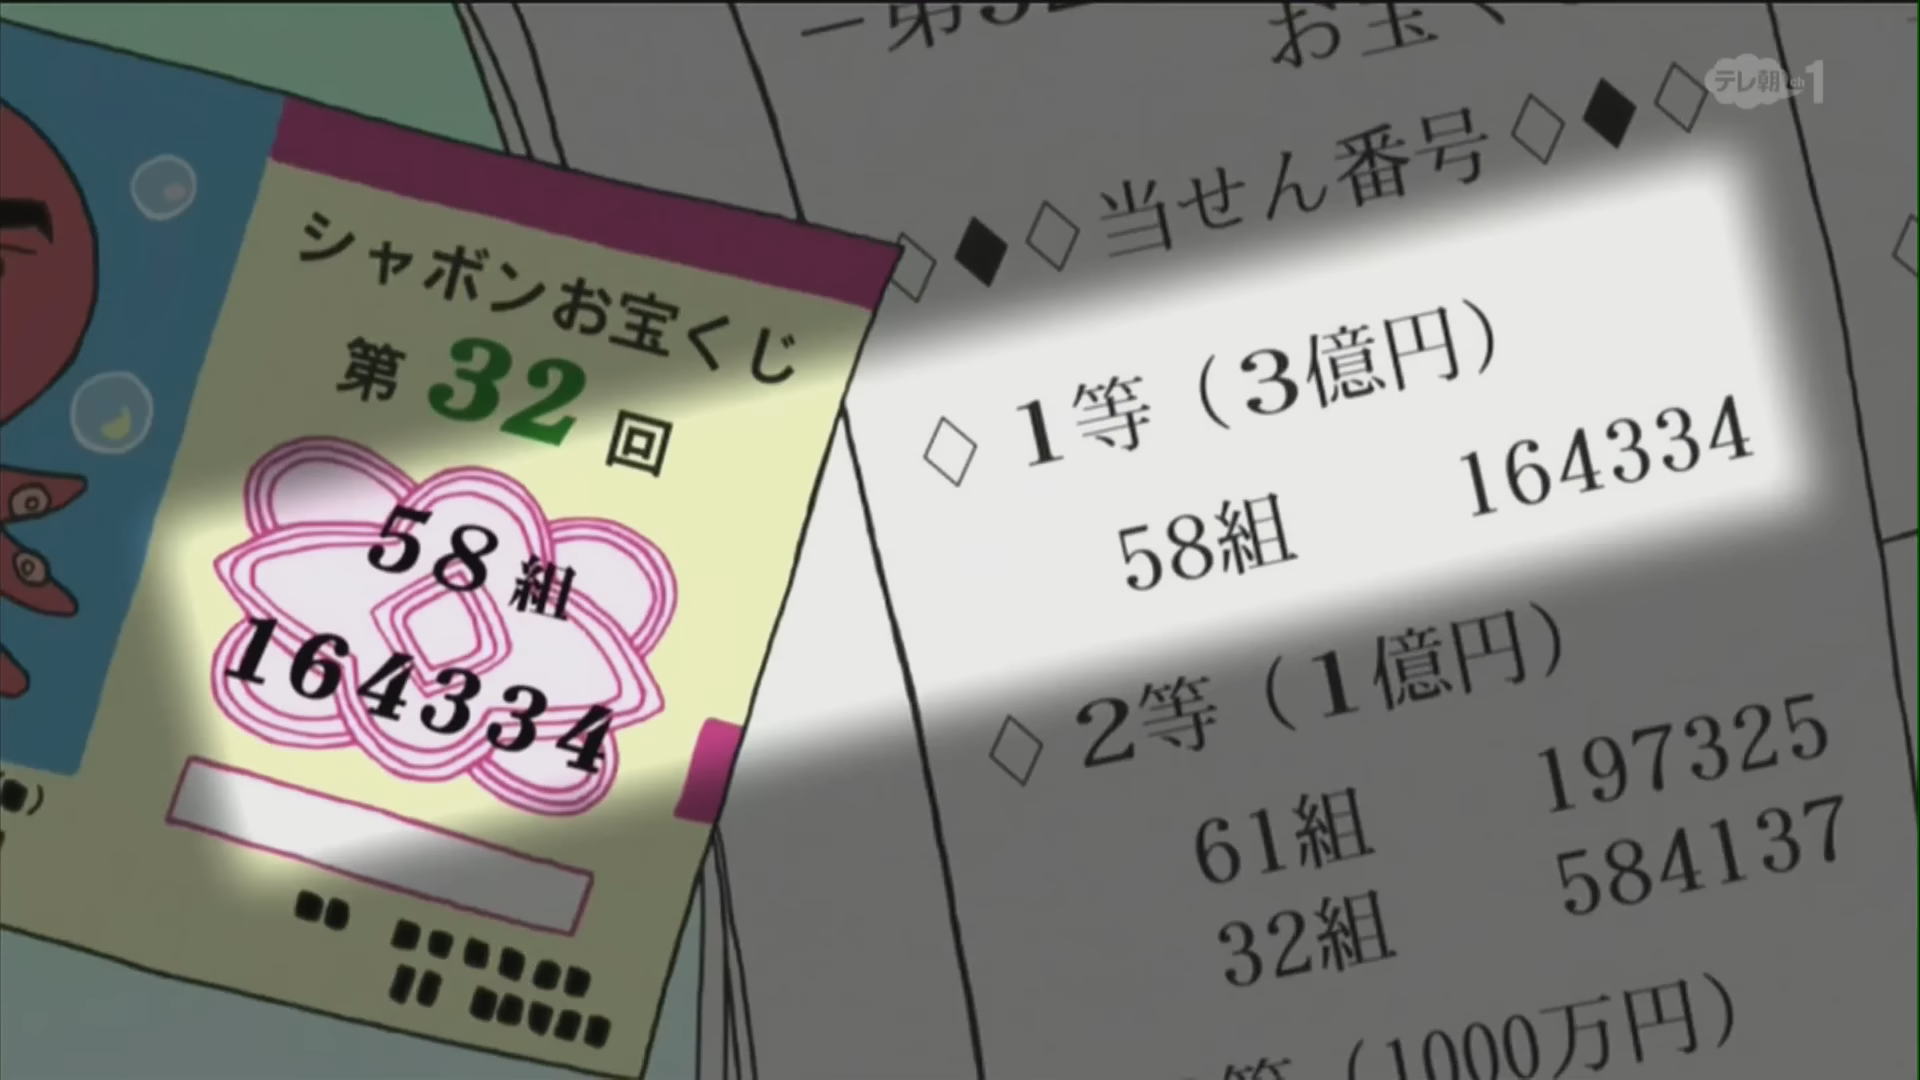 シャボンお宝くじ
第32回
58組
164334
お宝く
◇◆◇当せん番号◇◆◇
◇1等（3億円）
58組 164334
◇2等（1億円）
61組 197325
32組 584137
等（1000万円）
テレ朝ch1